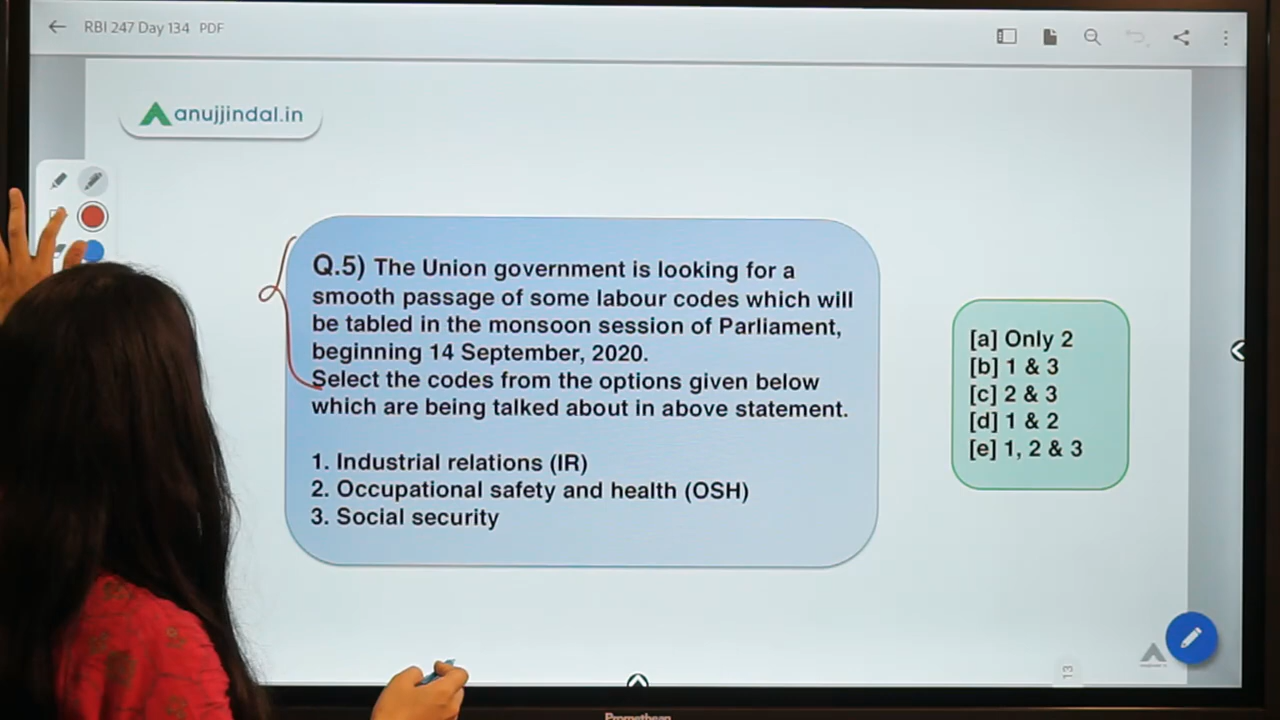 RBI 247 Day 134 PDF
anujjindal.in
Q.5) The Union government is looking for a
smooth passage of some labour codes which will
be tabled in the monsoon session of Parliament,
beginning 14 September, 2020.
Select the codes from the options given below
which are being talked about in above statement.
1. Industrial relations (IR)
2. Occupational safety and health (OSH)
3. Social security
[a] Only 2
[b] 1 & 3
[c] 2 & 3
[d] 1 & 2
[e] 1, 2 & 3
13
Promethean